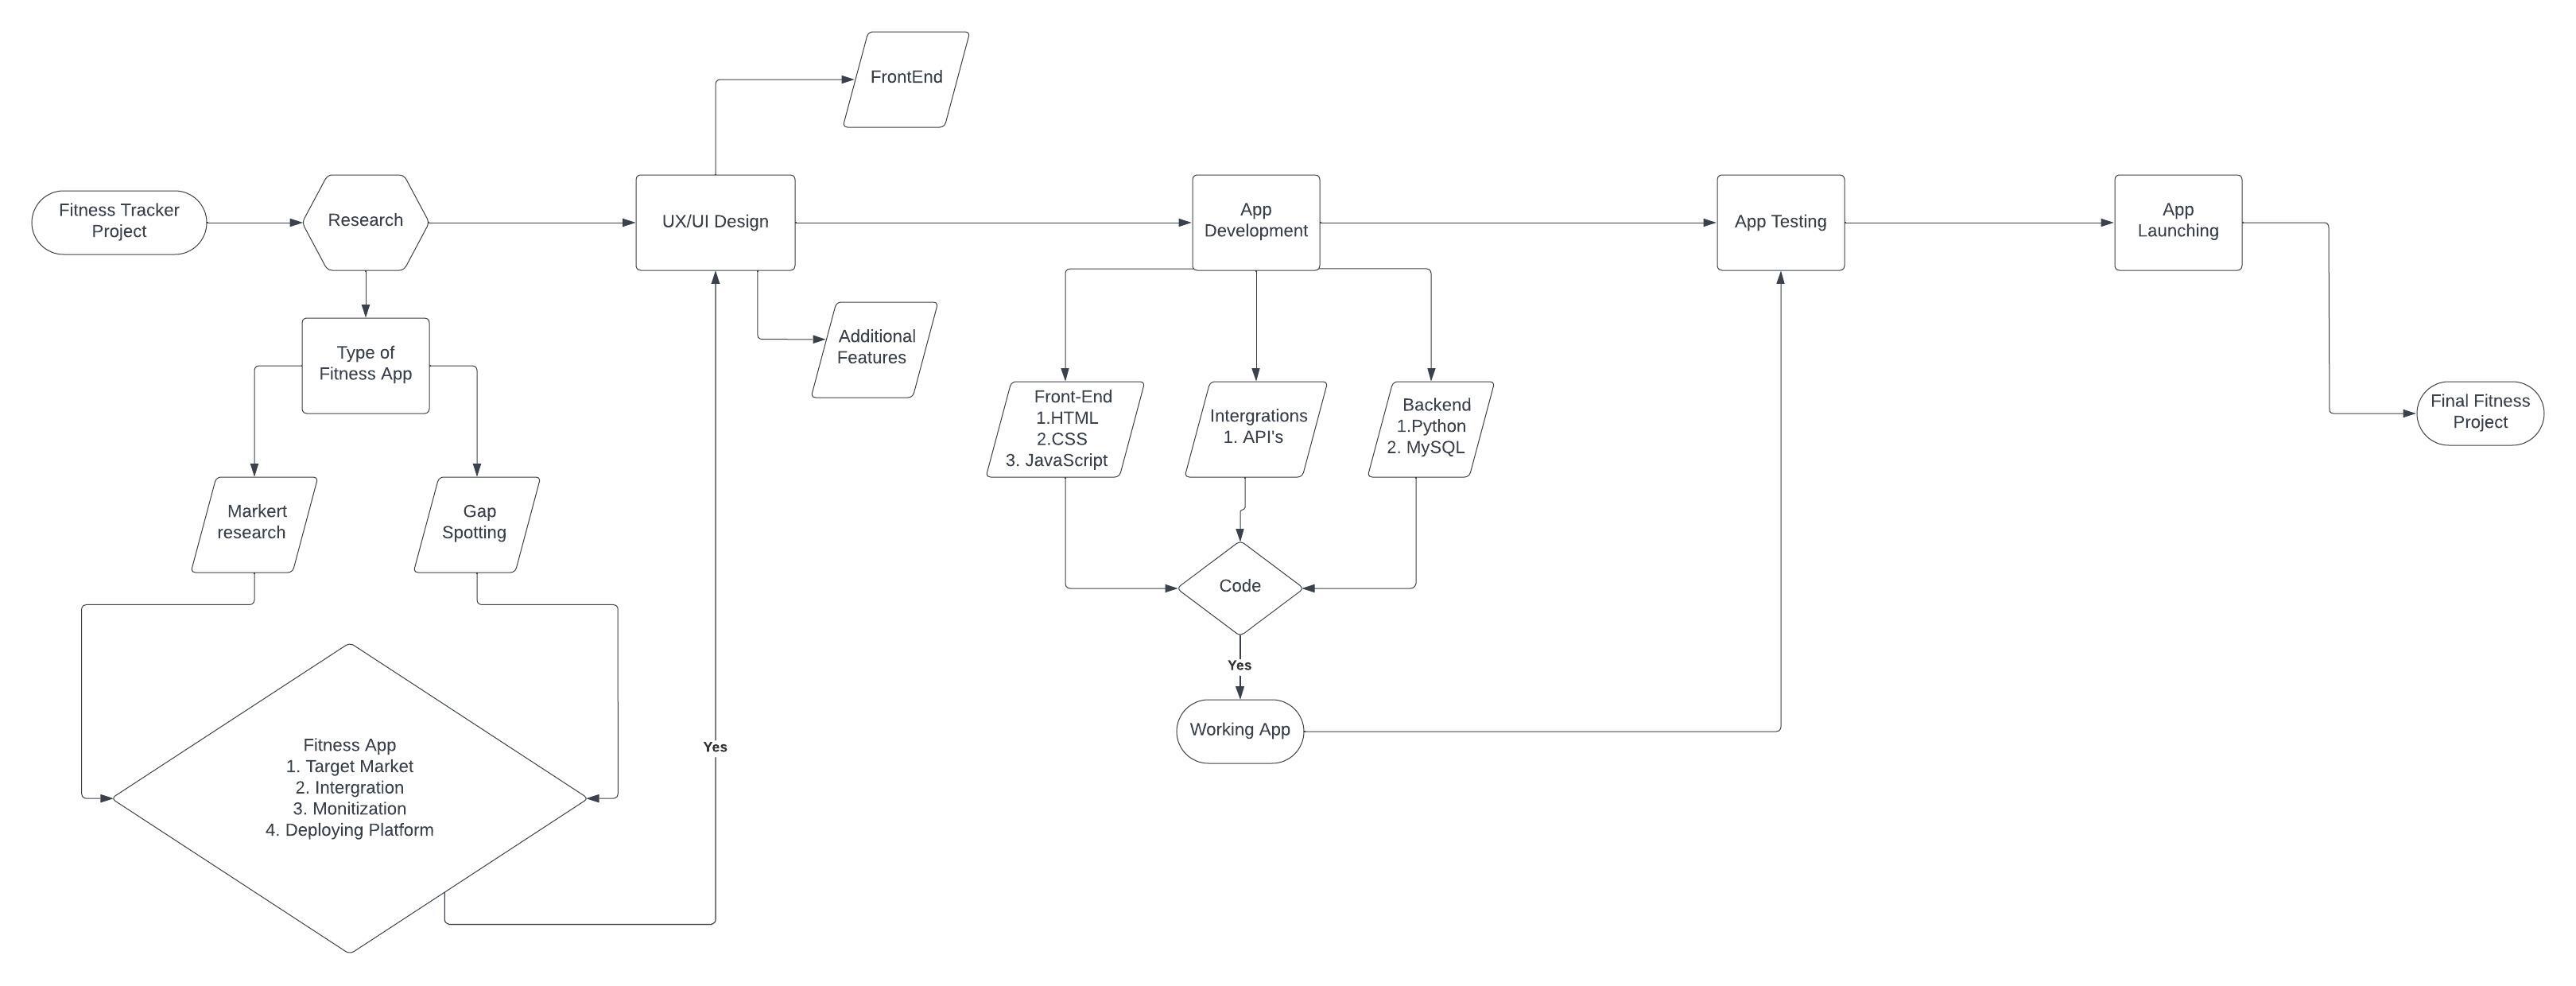 FrontEnd
Fitness Tracker
Project
Research
UX/UI Design
App
Development
App Testing
App
Launching
Type of
Fitness App
Additional
Features
Front-End
1.HTML
2.CSS
3. JavaScript
Intergrations
1. API's
Backend
1.Python
2. MySQL
Final Fitness
Project
Markert
research
Gap
Spotting
Code
Yes
Working App
Yes
Fitness App
1. Target Market
2. Intergration
3. Monitization
4. Deploying Platform